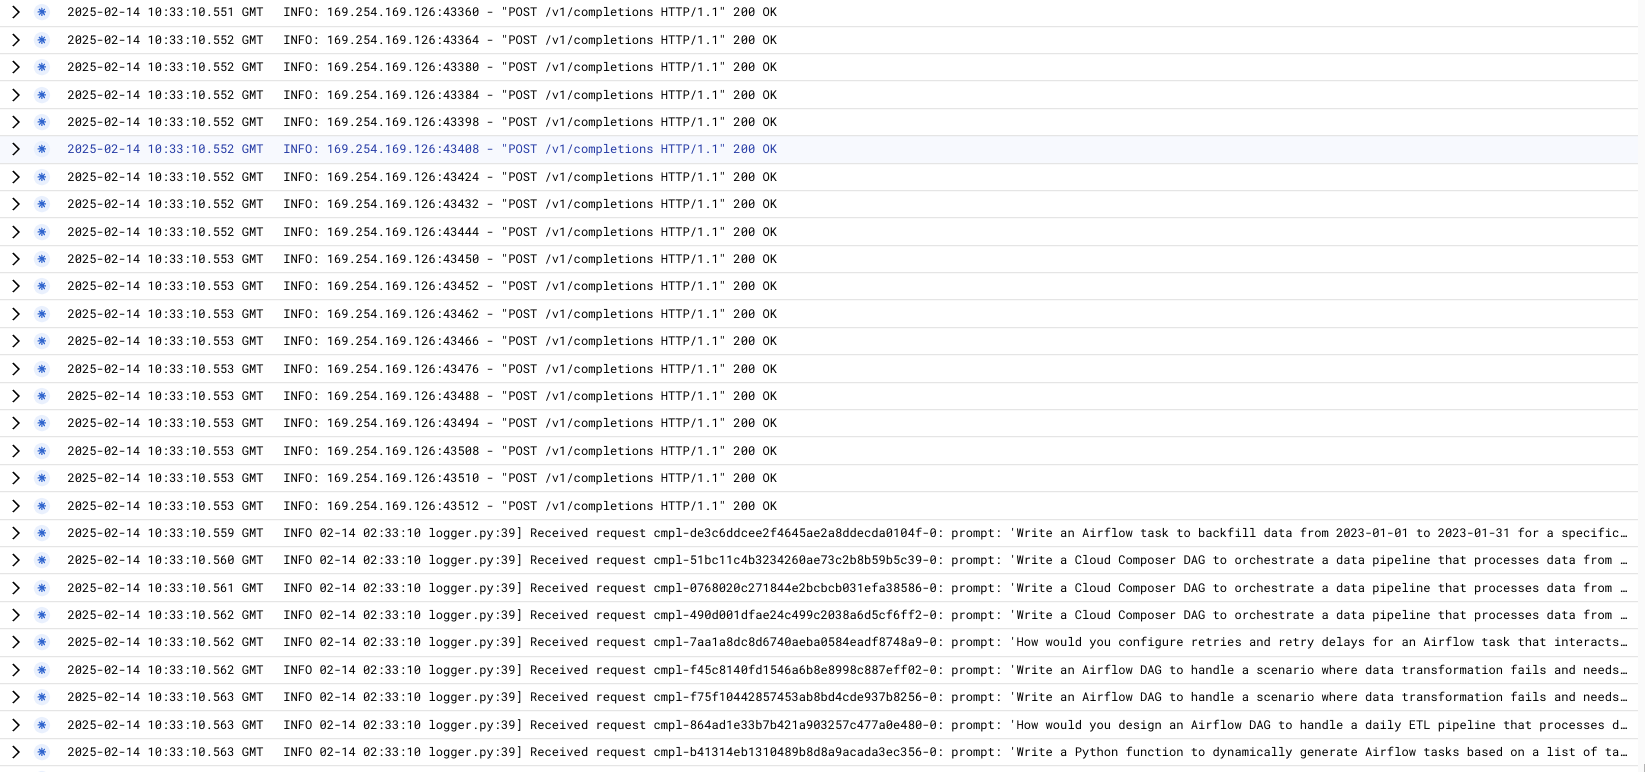 2025-02-14 10:33:10.551 GMT INFO: 169.254.169.126:43360 - "POST /v1/completions HTTP/1.1" 200 OK
2025-02-14 10:33:10.552 GMT INFO: 169.254.169.126:43364 - "POST /v1/completions HTTP/1.1" 200 OK
2025-02-14 10:33:10.552 GMT INFO: 169.254.169.126:43380 - "POST /v1/completions HTTP/1.1" 200 OK
2025-02-14 10:33:10.552 GMT INFO: 169.254.169.126:43384 - "POST /v1/completions HTTP/1.1" 200 OK
2025-02-14 10:33:10.552 GMT INFO: 169.254.169.126:43398 - "POST /v1/completions HTTP/1.1" 200 OK
2025-02-14 10:33:10.552 GMT INFO: 169.254.169.126:43408 - "POST /v1/completions HTTP/1.1" 200 OK
2025-02-14 10:33:10.552 GMT INFO: 169.254.169.126:43424 - "POST /v1/completions HTTP/1.1" 200 OK
2025-02-14 10:33:10.552 GMT INFO: 169.254.169.126:43432 - "POST /v1/completions HTTP/1.1" 200 OK
2025-02-14 10:33:10.552 GMT INFO: 169.254.169.126:43444 - "POST /v1/completions HTTP/1.1" 200 OK
2025-02-14 10:33:10.553 GMT INFO: 169.254.169.126:43450 - "POST /v1/completions HTTP/1.1" 200 OK
2025-02-14 10:33:10.553 GMT INFO: 169.254.169.126:43452 - "POST /v1/completions HTTP/1.1" 200 OK
2025-02-14 10:33:10.553 GMT INFO: 169.254.169.126:43462 - "POST /v1/completions HTTP/1.1" 200 OK
2025-02-14 10:33:10.553 GMT INFO: 169.254.169.126:43466 - "POST /v1/completions HTTP/1.1" 200 OK
2025-02-14 10:33:10.553 GMT INFO: 169.254.169.126:43476 - "POST /v1/completions HTTP/1.1" 200 OK
2025-02-14 10:33:10.553 GMT INFO: 169.254.169.126:43488 - "POST /v1/completions HTTP/1.1" 200 OK
2025-02-14 10:33:10.553 GMT INFO: 169.254.169.126:43494 - "POST /v1/completions HTTP/1.1" 200 OK
2025-02-14 10:33:10.553 GMT INFO: 169.254.169.126:43508 - "POST /v1/completions HTTP/1.1" 200 OK
2025-02-14 10:33:10.553 GMT INFO: 169.254.169.126:43510 - "POST /v1/completions HTTP/1.1" 200 OK
2025-02-14 10:33:10.553 GMT INFO: 169.254.169.126:43512 - "POST /v1/completions HTTP/1.1" 200 OK
2025-02-14 10:33:10.559 GMT INFO 02-14 02:33:10 logger.py:39] Received request cmpl-de3c6ddcee2f4645ae2a8ddecda0104f-0: prompt: 'Write an Airflow task to backfill data from 2023-01-01 to 2023-01-31 for a specific…
2025-02-14 10:33:10.560 GMT INFO 02-14 02:33:10 logger.py:39] Received request cmpl-51bc11c4b3234260ae73c2b8b59b5c39-0: prompt: 'Write a Cloud Composer DAG to orchestrate a data pipeline that processes data from …
2025-02-14 10:33:10.561 GMT INFO 02-14 02:33:10 logger.py:39] Received request cmpl-0768020c271844e2bcbcb031efa38586-0: prompt: 'Write a Cloud Composer DAG to orchestrate a data pipeline that processes data from …
2025-02-14 10:33:10.562 GMT INFO 02-14 02:33:10 logger.py:39] Received request cmpl-490d001dfae24c499c2038a6d5cf6ff2-0: prompt: 'Write a Cloud Composer DAG to orchestrate a data pipeline that processes data from …
2025-02-14 10:33:10.562 GMT INFO 02-14 02:33:10 logger.py:39] Received request cmpl-7aa1a8dc8d6740aeba0584eadf8748a9-0: prompt: 'How would you configure retries and retry delays for an Airflow task that interacts…
2025-02-14 10:33:10.562 GMT INFO 02-14 02:33:10 logger.py:39] Received request cmpl-f45c8140fd1546a6b8e8998c887eff02-0: prompt: 'Write an Airflow DAG to handle a scenario where data transformation fails and needs…
2025-02-14 10:33:10.563 GMT INFO 02-14 02:33:10 logger.py:39] Received request cmpl-f75f10442857453ab8bd4cde937b8256-0: prompt: 'Write an Airflow DAG to handle a scenario where data transformation fails and needs…
2025-02-14 10:33:10.563 GMT INFO 02-14 02:33:10 logger.py:39] Received request cmpl-864ad1e33b7b421a903257c477a0e480-0: prompt: 'How would you design an Airflow DAG to handle a daily ETL pipeline that processes d…
2025-02-14 10:33:10.563 GMT INFO 02-14 02:33:10 logger.py:39] Received request cmpl-b41314eb1310489b8d8a9acada3ec356-0: prompt: 'Write a Python function to dynamically generate Airflow tasks based on a list of ta…